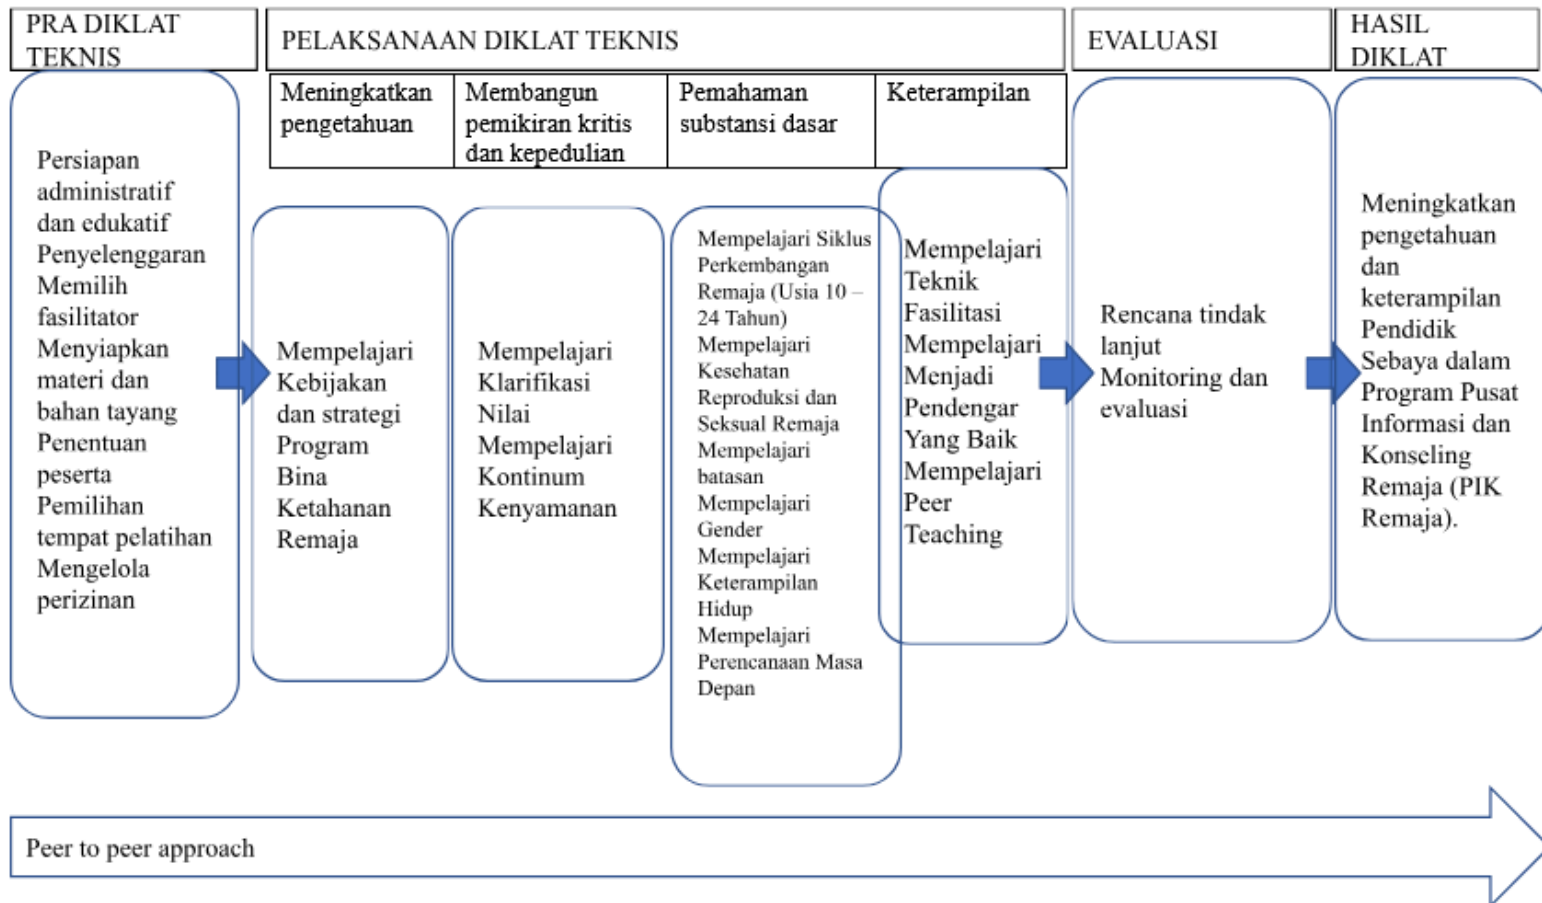 PRA DIKLAT
TEKNIS
PELAKSANAAN DIKLAT TEKNIS
EVALUASI
HASIL
DIKLAT
Meningkatkan
pengetahuan
Membangun
pemikiran kritis
dan kepedulian
Pemahaman
substansi dasar
Keterampilan
Persiapan
administratif
dan edukatif
Penyelenggaran
Memilih
fasilitator
Menyiapkan
materi dan
bahan tayang
Penentuan
peserta
Pemilihan
tempat pelatihan
Mengelola
perizinan
Mempelajari
Kebijakan
dan strategi
Program
Bina
Ketahanan
Remaja
Mempelajari
Klarifikasi
Nilai
Mempelajari
Kontinum
Kenyamanan
Mempelajari Siklus
Perkembangan
Remaja (Usia 10 –
24 Tahun)
Mempelajari
Kesehatan
Reproduksi dan
Seksual Remaja
Mempelajari
batasan
Mempelajari
Gender
Mempelajari
Keterampilan
Hidup
Mempelajari
Perencanaan Masa
Depan
Mempelajari
Teknik
Fasilitasi
Mempelajari
Menjadi
Pendengar
Yang Baik
Mempelajari
Peer
Teaching
Rencana tindak
lanjut
Monitoring dan
evaluasi
Meningkatkan
pengetahuan
dan
keterampilan
Pendidik
Sebaya dalam
Program Pusat
Informasi dan
Konseling
Remaja (PIK
Remaja).
Peer to peer approach